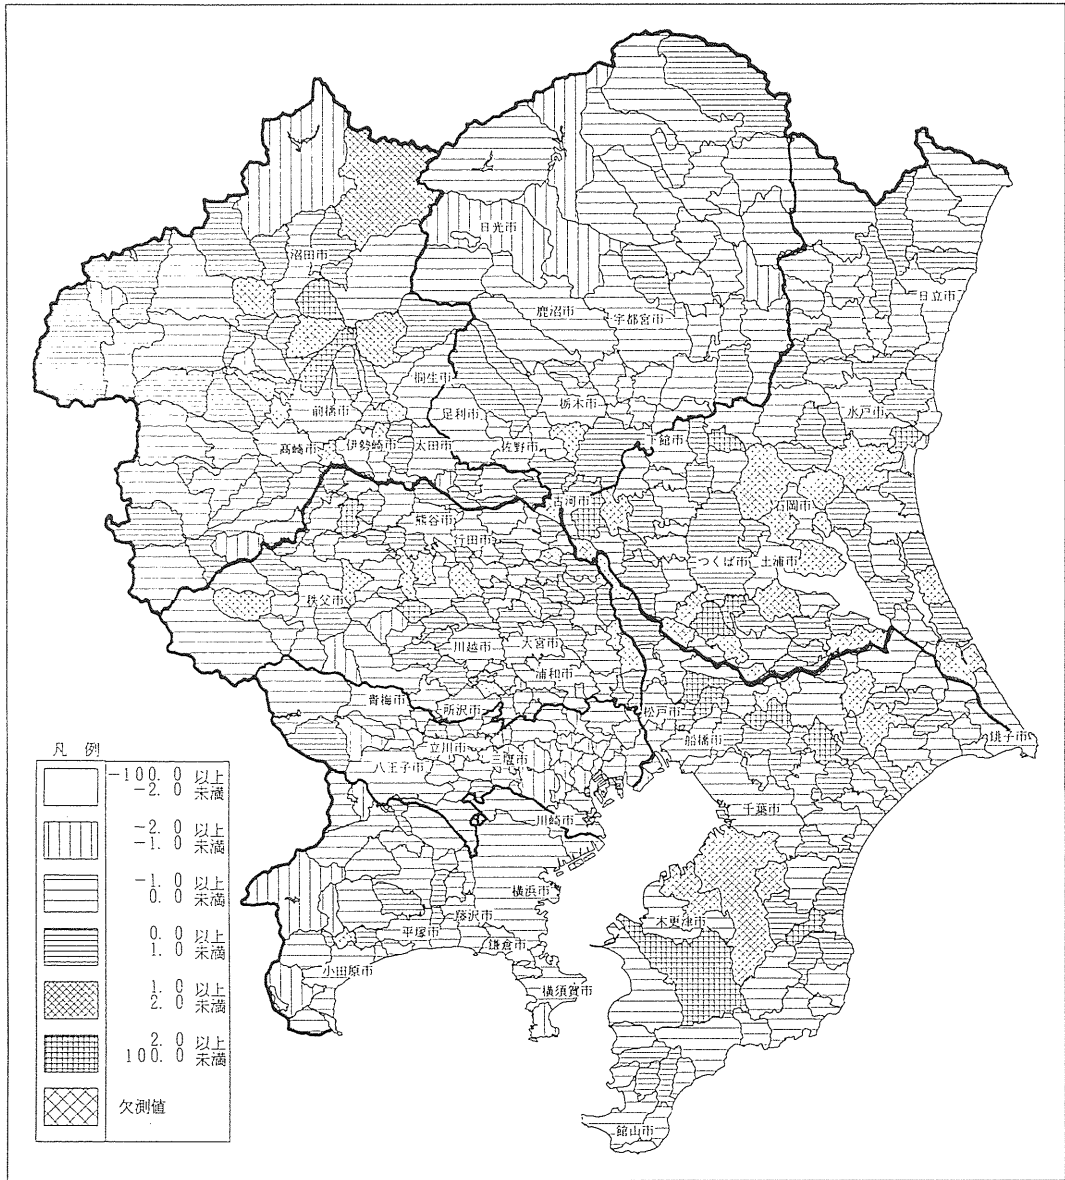 日光市
沼田市
日立市
鹿沼市
宇都宮市
桐生市
栃木市
前橋市
足利市
水戸市
高崎市
伊勢崎市
太田市
佐野市
下館市
古河市
石岡市
熊谷市
行田市
つくば市
土浦市
秩父市
川越市
大宮市
浦和市
青梅市
所沢市
松戸市
船橋市
銚子市
立川市
三鷹市
八王子市
千葉市
川崎市
横浜市
藤沢市
木更津市
平塚市
鎌倉市
小田原市
横須賀市
館山市
凡 例
-100.0 以上
-2.0 未満
-2.0 以上
-1.0 未満
-1.0 以上
0.0 未満
0.0 以上
1.0 未満
1.0 以上
2.0 未満
2.0 以上
100.0 未満
欠測値